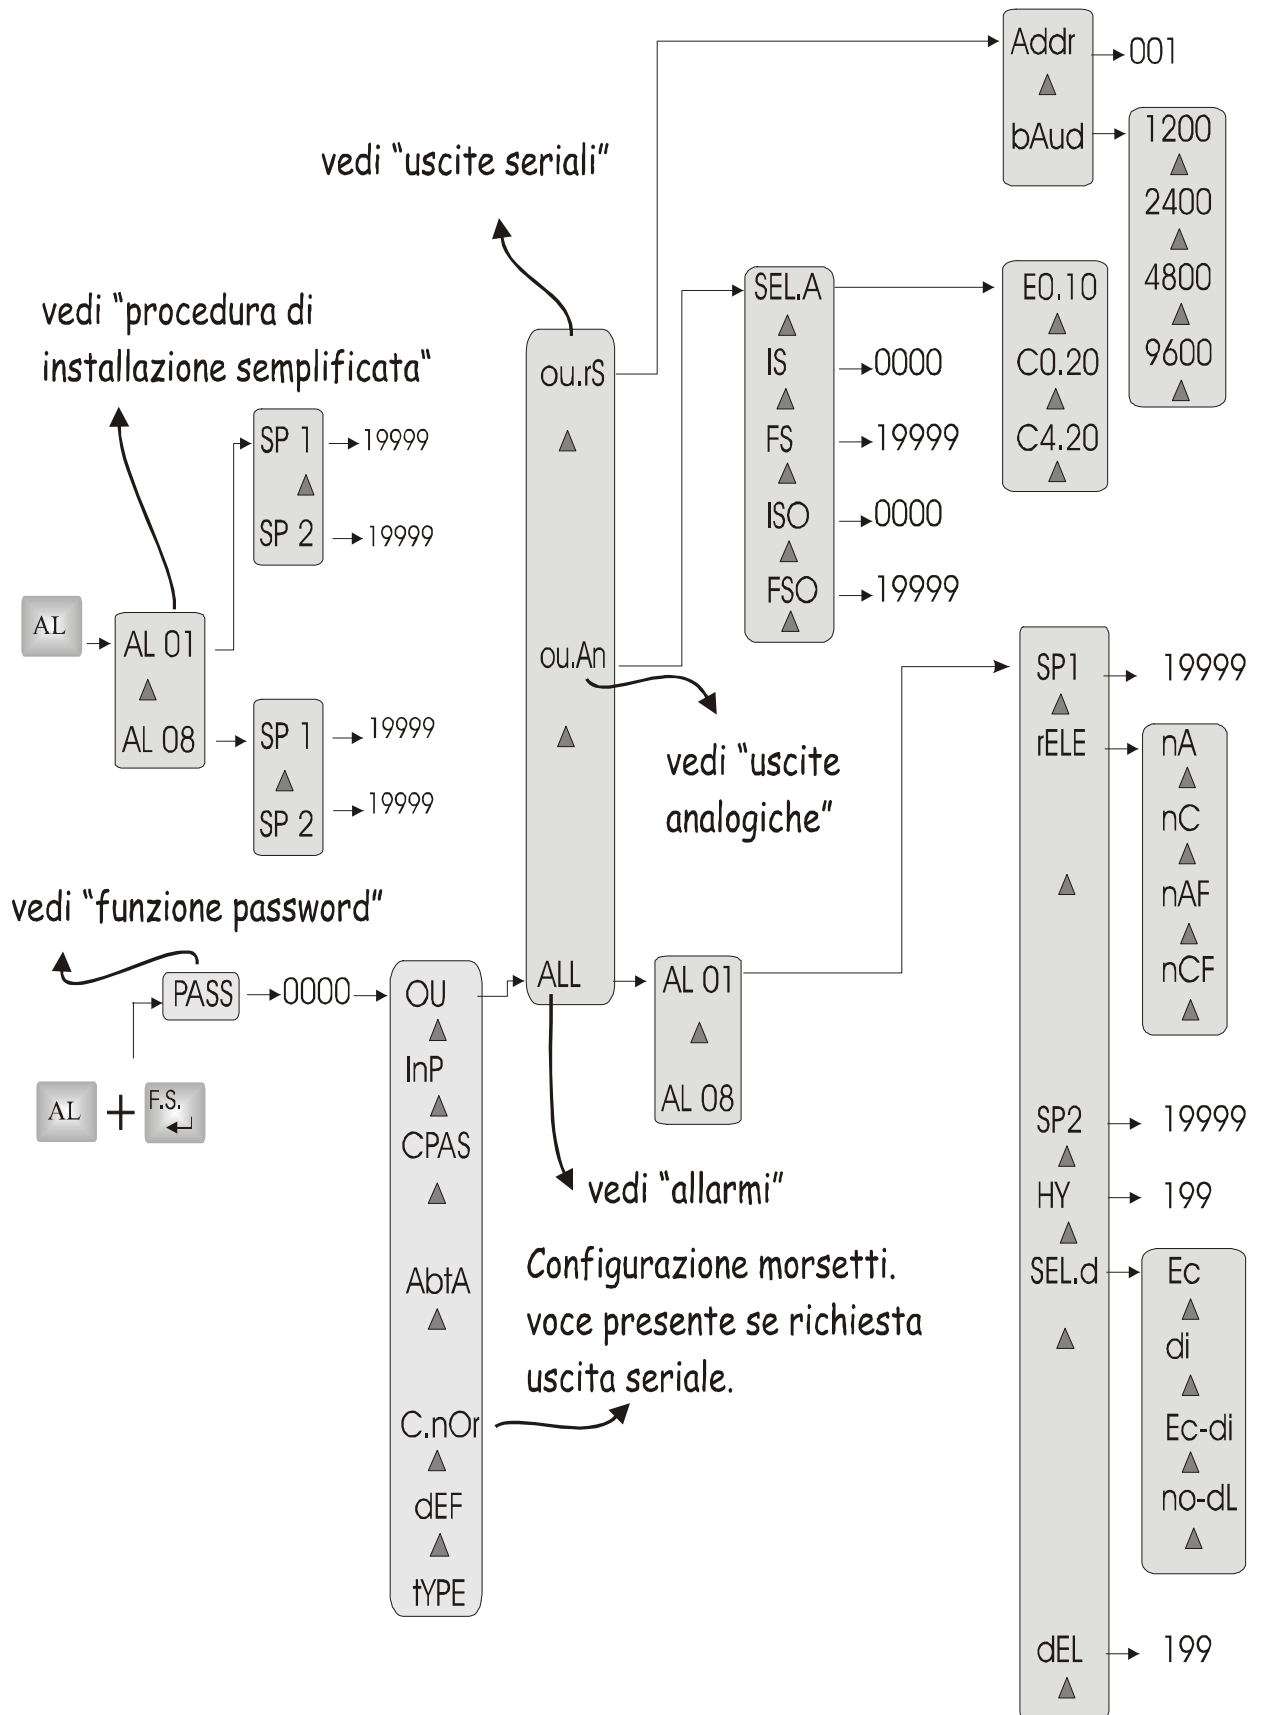 Addr
001
bAud
1200
2400
4800
9600
vedi “uscite seriali”
SEL.A
IS
0000
FS
19999
ISO
0000
FSO
19999
E0.10
C0.20
C4.20
vedi “procedura di
installazione semplificata“
ou.rS
ou.An
ALL
SP 1
19999
SP 2
19999
AL
AL 01
AL 08
SP 1
19999
SP 2
19999
vedi “uscite
analogiche”
vedi “funzione password”
PASS
0000
AL
+
F.S.
OU
InP
CPAS
AbtA
C.nOr
dEF
tYPE
AL 01
AL 08
vedi “allarmi”
Configurazione morsetti.
voce presente se richiesta
uscita seriale.
SP1
19999
rELE
nA
nC
nAF
nCF
SP2
19999
HY
199
SEL.d
Ec
di
Ec-di
no-dL
dEL
199